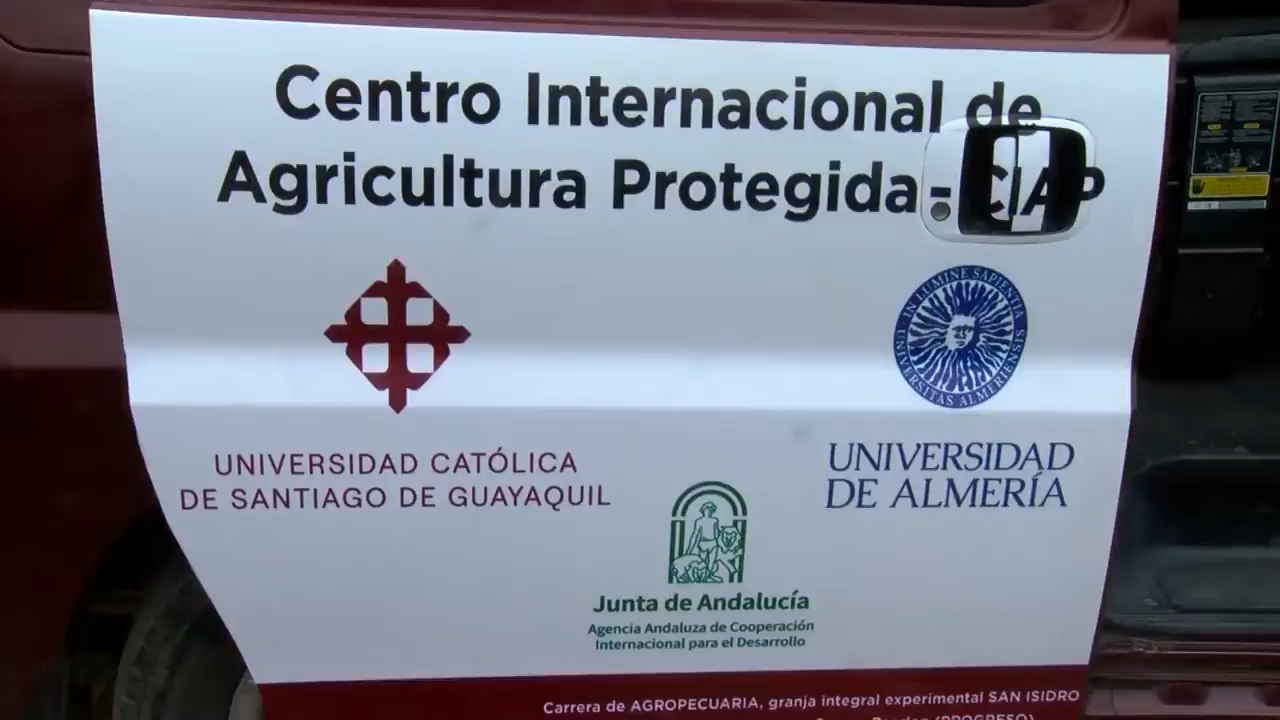 Centro Internacional de
Agricultura Protegida - CIAP
IN LUMINE SAPIENTIA
UNIVERSITAS ALMERIENSIS
UNIVERSIDAD CATÓLICA
DE SANTIAGO DE GUAYAQUIL
UNIVERSIDAD
DE ALMERÍA
Junta de Andalucía
Agencia Andaluza de Cooperación
Internacional para el Desarrollo
Carrera de AGROPECUARIA, granja integral experimental SAN ISIDRO
(PROGRESO)